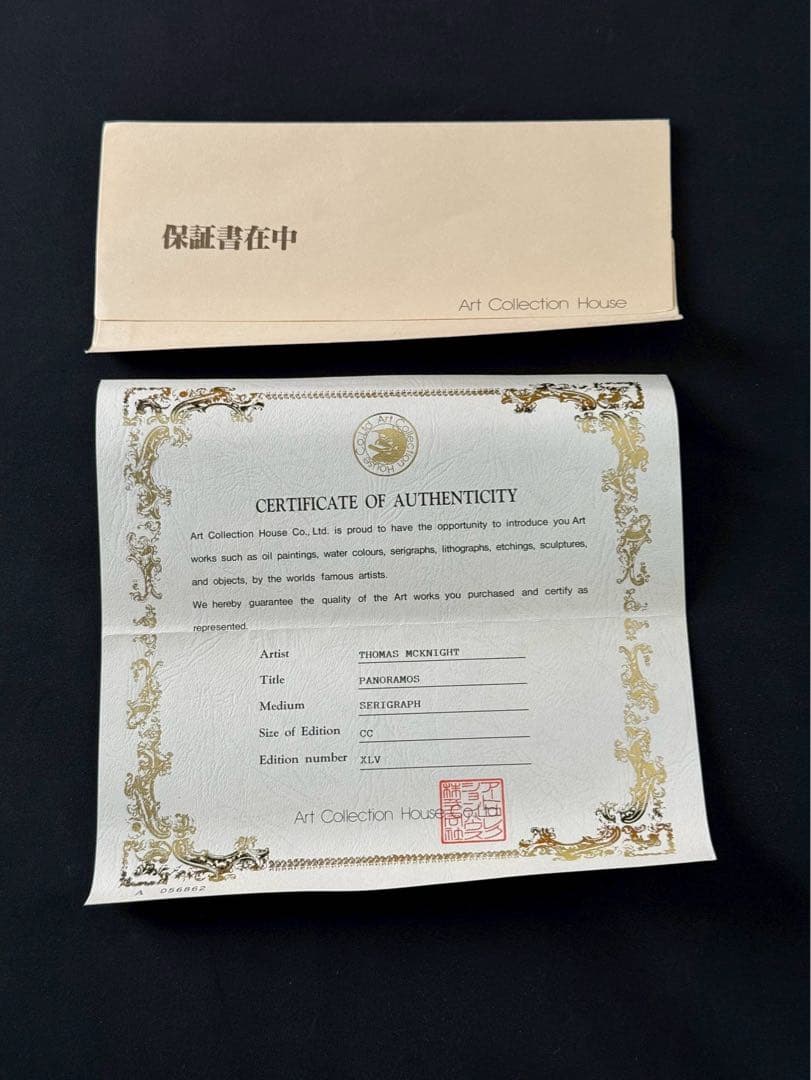 保証書在中
Art Collection House
Art Collection House Co.,Ltd.
CERTIFICATE OF AUTHENTICITY
Art Collection House Co., Ltd. is proud to have the opportunity to introduce you Art
works such as oil paintings, water colours, serigraphs, lithographs, etchings, sculptures,
and objects, by the worlds famous artists.
We hereby guarantee the quality of the Art works you purchased and certify as
represented.
Artist THOMAS MCKNIGHT
Title PANORAMOS
Medium SERIGRAPH
Size of Edition CC
Edition number XLV
Art Collection House Co.,Ltd.
A 056862